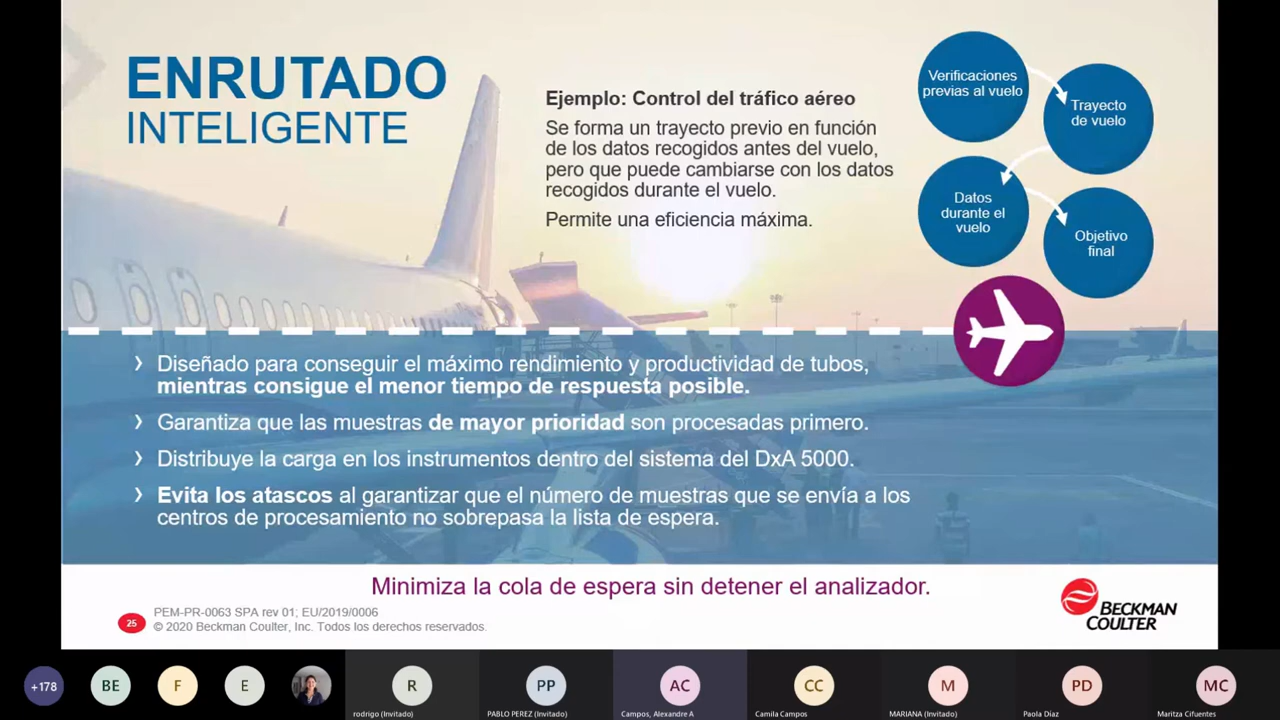 ENRUTADO
INTELIGENTE
Ejemplo: Control del tráfico aéreo
Se forma un trayecto previo en función
de los datos recogidos antes del vuelo,
pero que puede cambiarse con los datos
recogidos durante el vuelo.
Permite una eficiencia máxima.
Verificaciones
previas al vuelo
Trayecto
de vuelo
Datos
durante el
vuelo
Objetivo
final
› Diseñado para conseguir el máximo rendimiento y productividad de tubos,
mientras consigue el menor tiempo de respuesta posible.
› Garantiza que las muestras de mayor prioridad son procesadas primero.
› Distribuye la carga en los instrumentos dentro del sistema del DxA 5000.
› Evita los atascos al garantizar que el número de muestras que se envía a los
centros de procesamiento no sobrepasa la lista de espera.
Minimiza la cola de espera sin detener el analizador.
25
PEM-PR-0063 SPA rev 01; EU/2019/0006
© 2020 Beckman Coulter, Inc. Todos los derechos reservados.
BECKMAN
COULTER
+178
BE
F
E
R
PP
AC
CC
M
PD
MC
rodrigo (Invitado)
PABLO PEREZ (Invitado)
Campos, Alexandre A
Camila Campos
MARIANA (Invitado)
Paola Díaz
Maritza Cifuentes